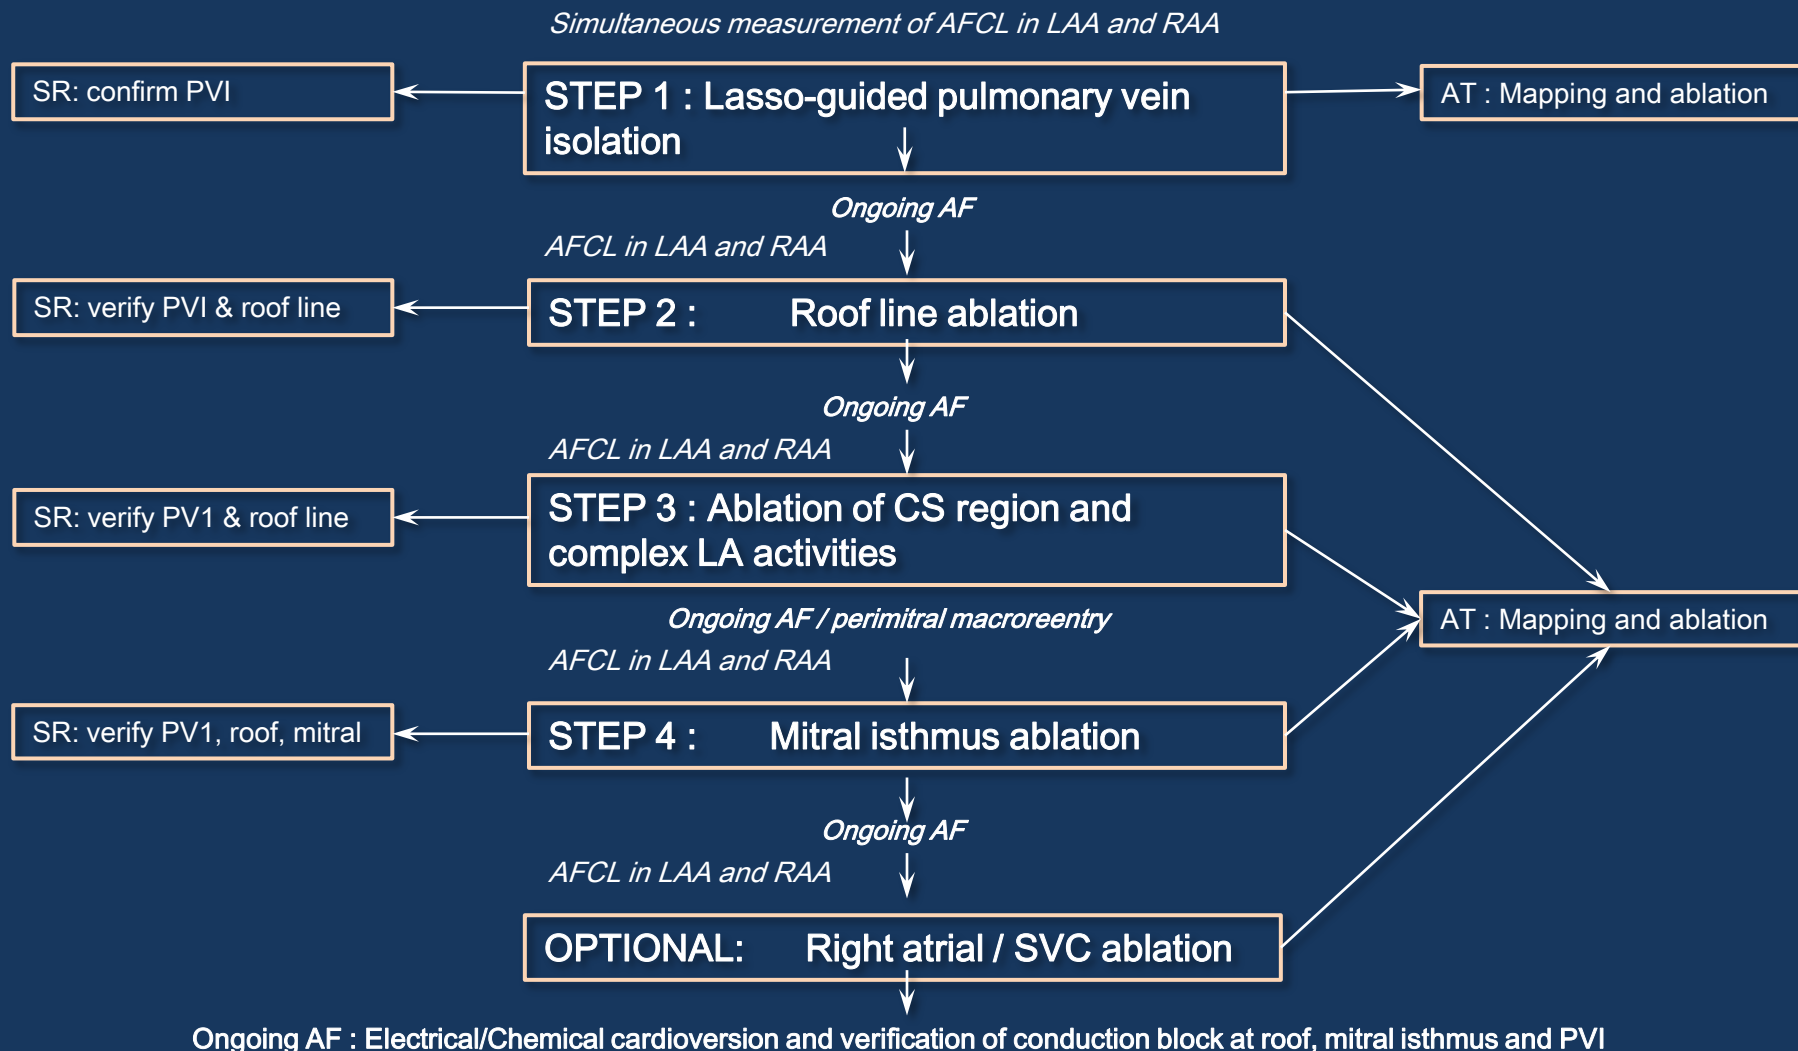 Simultaneous measurement of AFCL in LAA and RAA
SR: confirm PVI
STEP 1 : Lasso-guided pulmonary vein
isolation
AT : Mapping and ablation
Ongoing AF
AFCL in LAA and RAA
SR: verify PVI & roof line
STEP 2 : Roof line ablation
Ongoing AF
AFCL in LAA and RAA
SR: verify PV1 & roof line
STEP 3 : Ablation of CS region and
complex LA activities
Ongoing AF / perimitral macroreentry
AT : Mapping and ablation
AFCL in LAA and RAA
SR: verify PV1, roof, mitral
STEP 4 : Mitral isthmus ablation
Ongoing AF
AFCL in LAA and RAA
OPTIONAL: Right atrial / SVC ablation
Ongoing AF : Electrical/Chemical cardioversion and verification of conduction block at roof, mitral isthmus and PVI